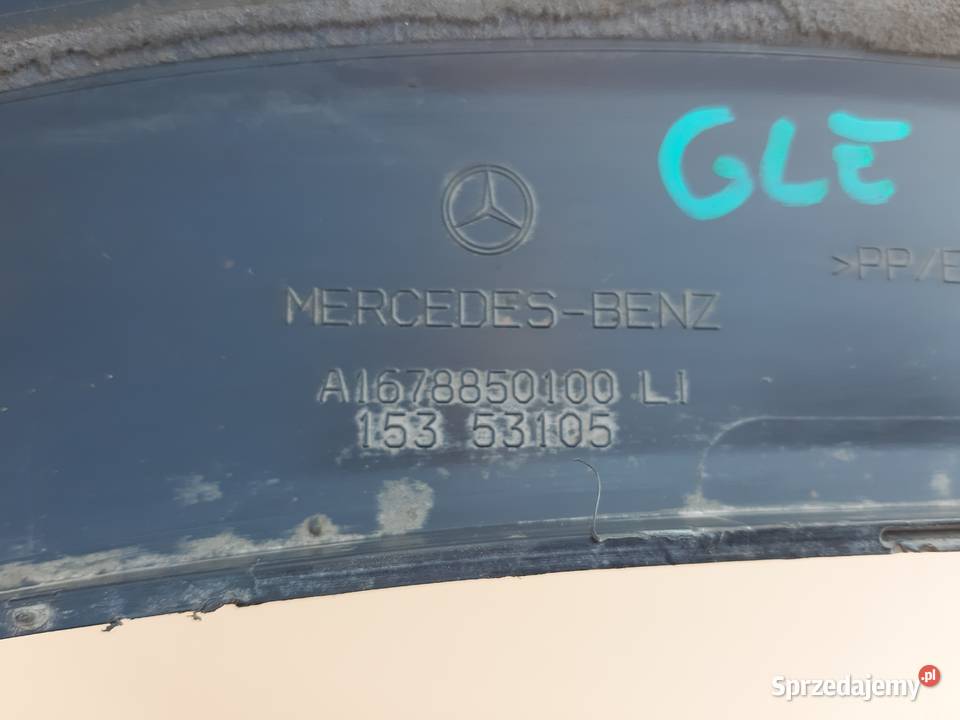 GLE
>PP/E
MERCEDES-BENZ
A1678850100 LI
153 53105
Sprzedajemy.pl